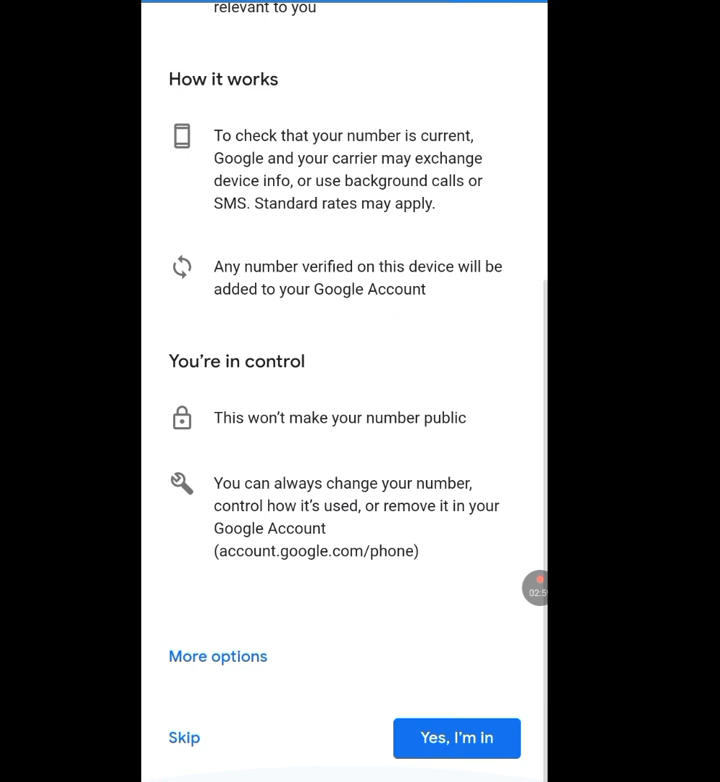 relevant to you
How it works
To check that your number is current,
Google and your carrier may exchange
device info, or use background calls or
SMS. Standard rates may apply.
Any number verified on this device will be
added to your Google Account
You're in control
This won't make your number public
You can always change your number,
control how it's used, or remove it in your
Google Account
(account.google.com/phone)
More options
Skip
Yes, I'm in